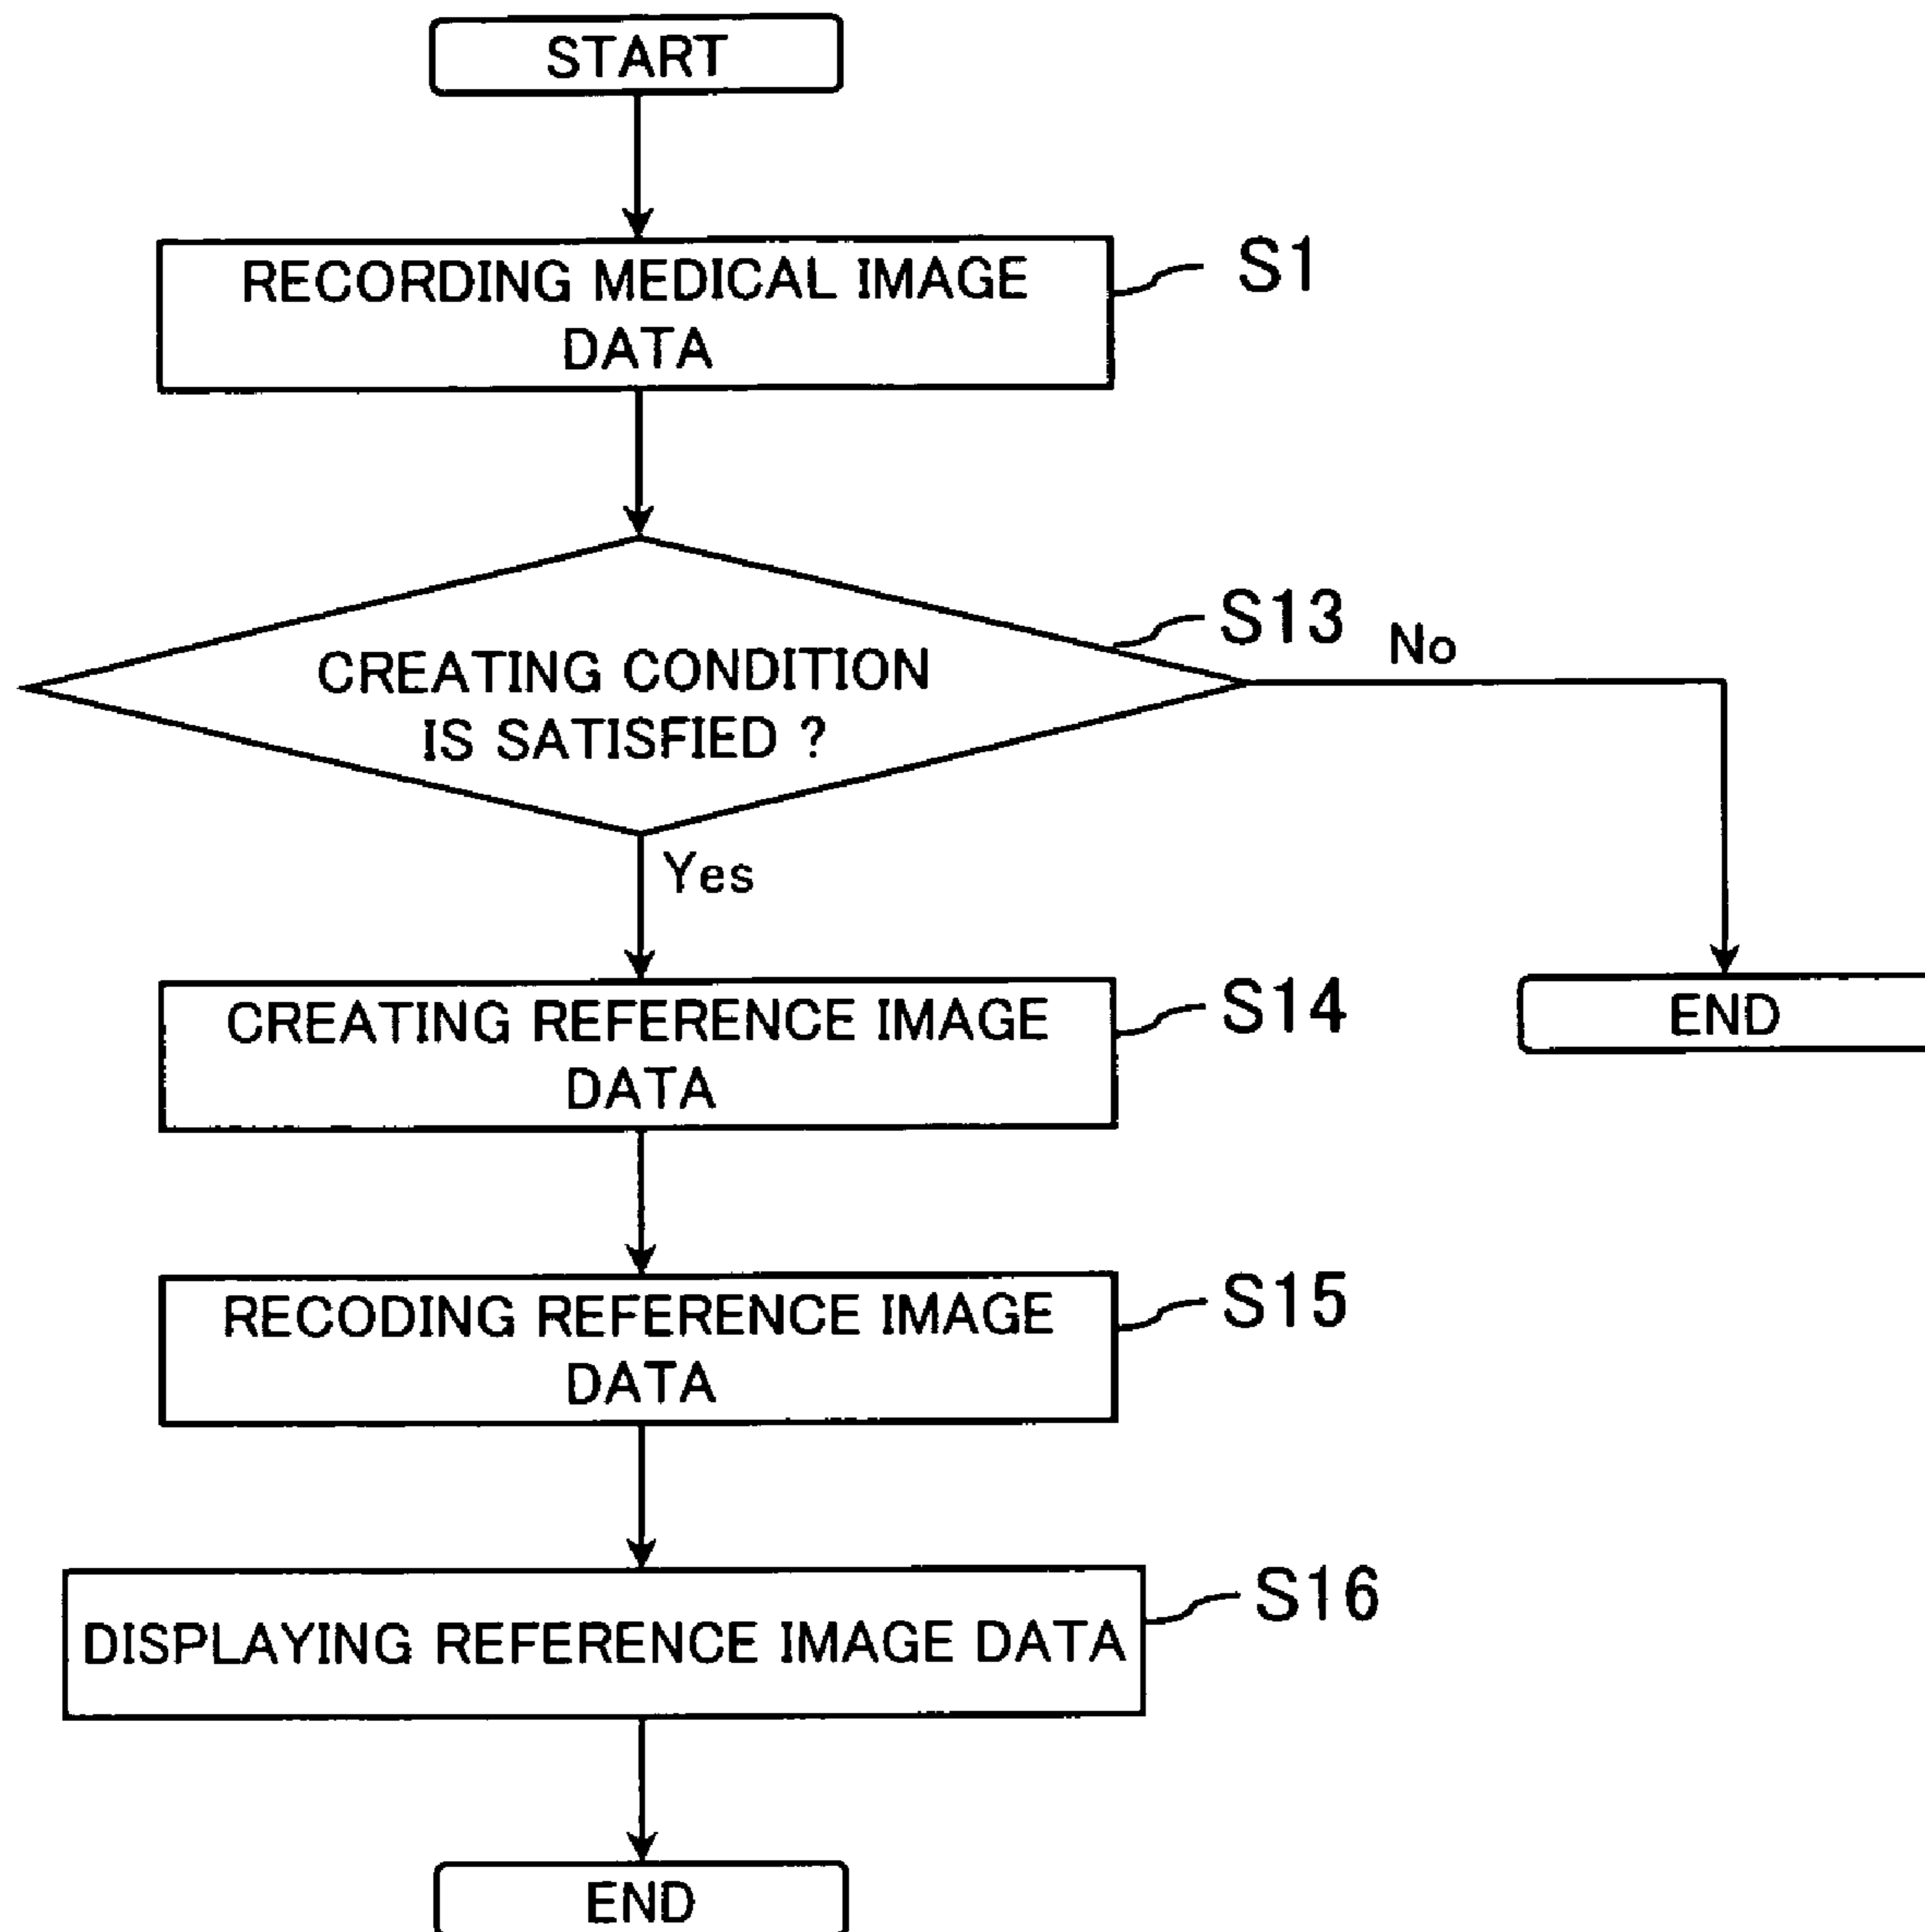 START
RECORDING MEDICAL IMAGE
DATA
S1
CREATING CONDITION
IS SATISFIED ?
S13
No
Yes
CREATING REFERENCE IMAGE
DATA
S14
END
RECODING REFERENCE IMAGE
DATA
S15
DISPLAYING REFERENCE IMAGE DATA
S16
END